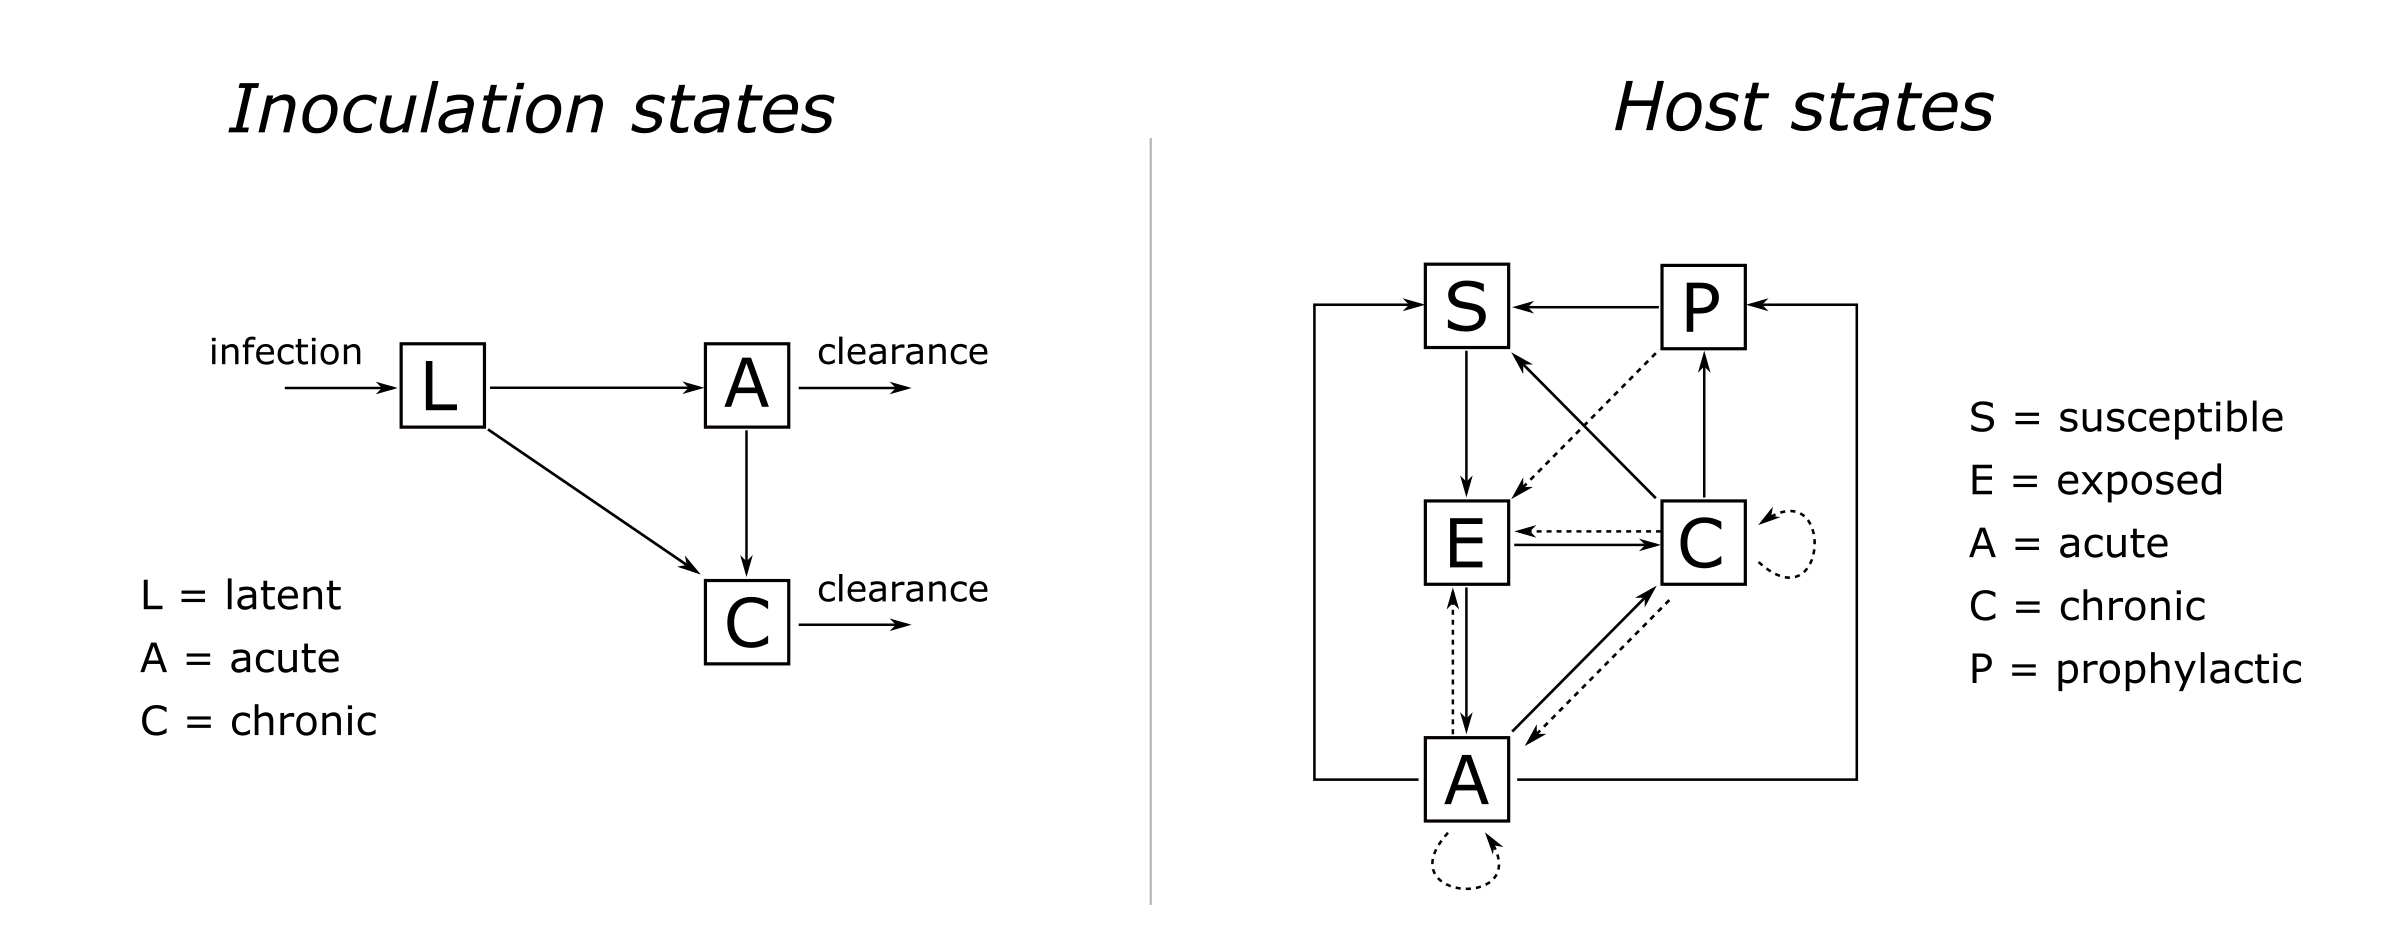 Inoculation states
infection
L
A
clearance
C
clearance
L = latent
A = acute
C = chronic
Host states
S
P
E
C
A
S = susceptible
E = exposed
A = acute
C = chronic
P = prophylactic